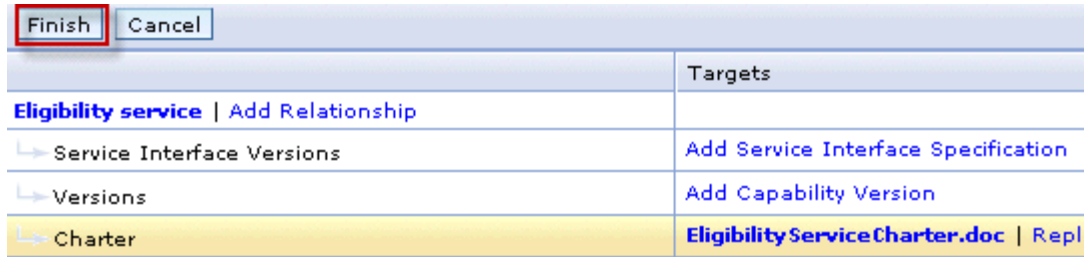 Finish Cancel
Targets
Eligibility service | Add Relationship
Service Interface Versions Add Service Interface Specification
Versions Add Capability Version
Charter EligibilityServiceCharter.doc | Repl